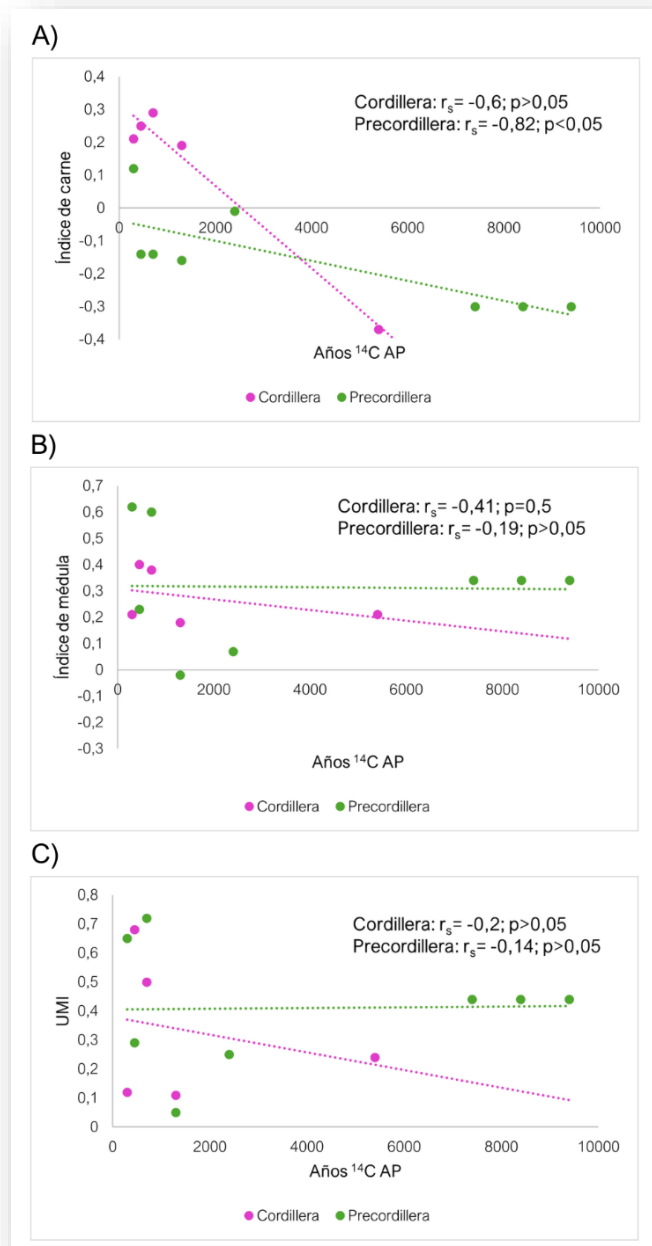 A)
Cordillera: rs= -0,6; p>0,05
Precordillera: rs= -0,82; p<0,05
Índice de carne
0,4
0,3
0,2
0,1
0
-0,1
-0,2
-0,3
-0,4
0 2000 4000 6000 8000 10000
Años 14C AP
Cordillera Precordillera
B)
Cordillera: rs= -0,41; p=0,5
Precordillera: rs= -0,19; p>0,05
Índice de médula
0,7
0,6
0,5
0,4
0,3
0,2
0,1
0
-0,1
-0,2
-0,3
0 2000 4000 6000 8000 10000
Años 14C AP
Cordillera Precordillera
C)
Cordillera: rs= -0,2; p>0,05
Precordillera: rs= -0,14; p>0,05
UMI
0,8
0,7
0,6
0,5
0,4
0,3
0,2
0,1
0
0 2000 4000 6000 8000 10000
Años 14C AP
Cordillera Precordillera